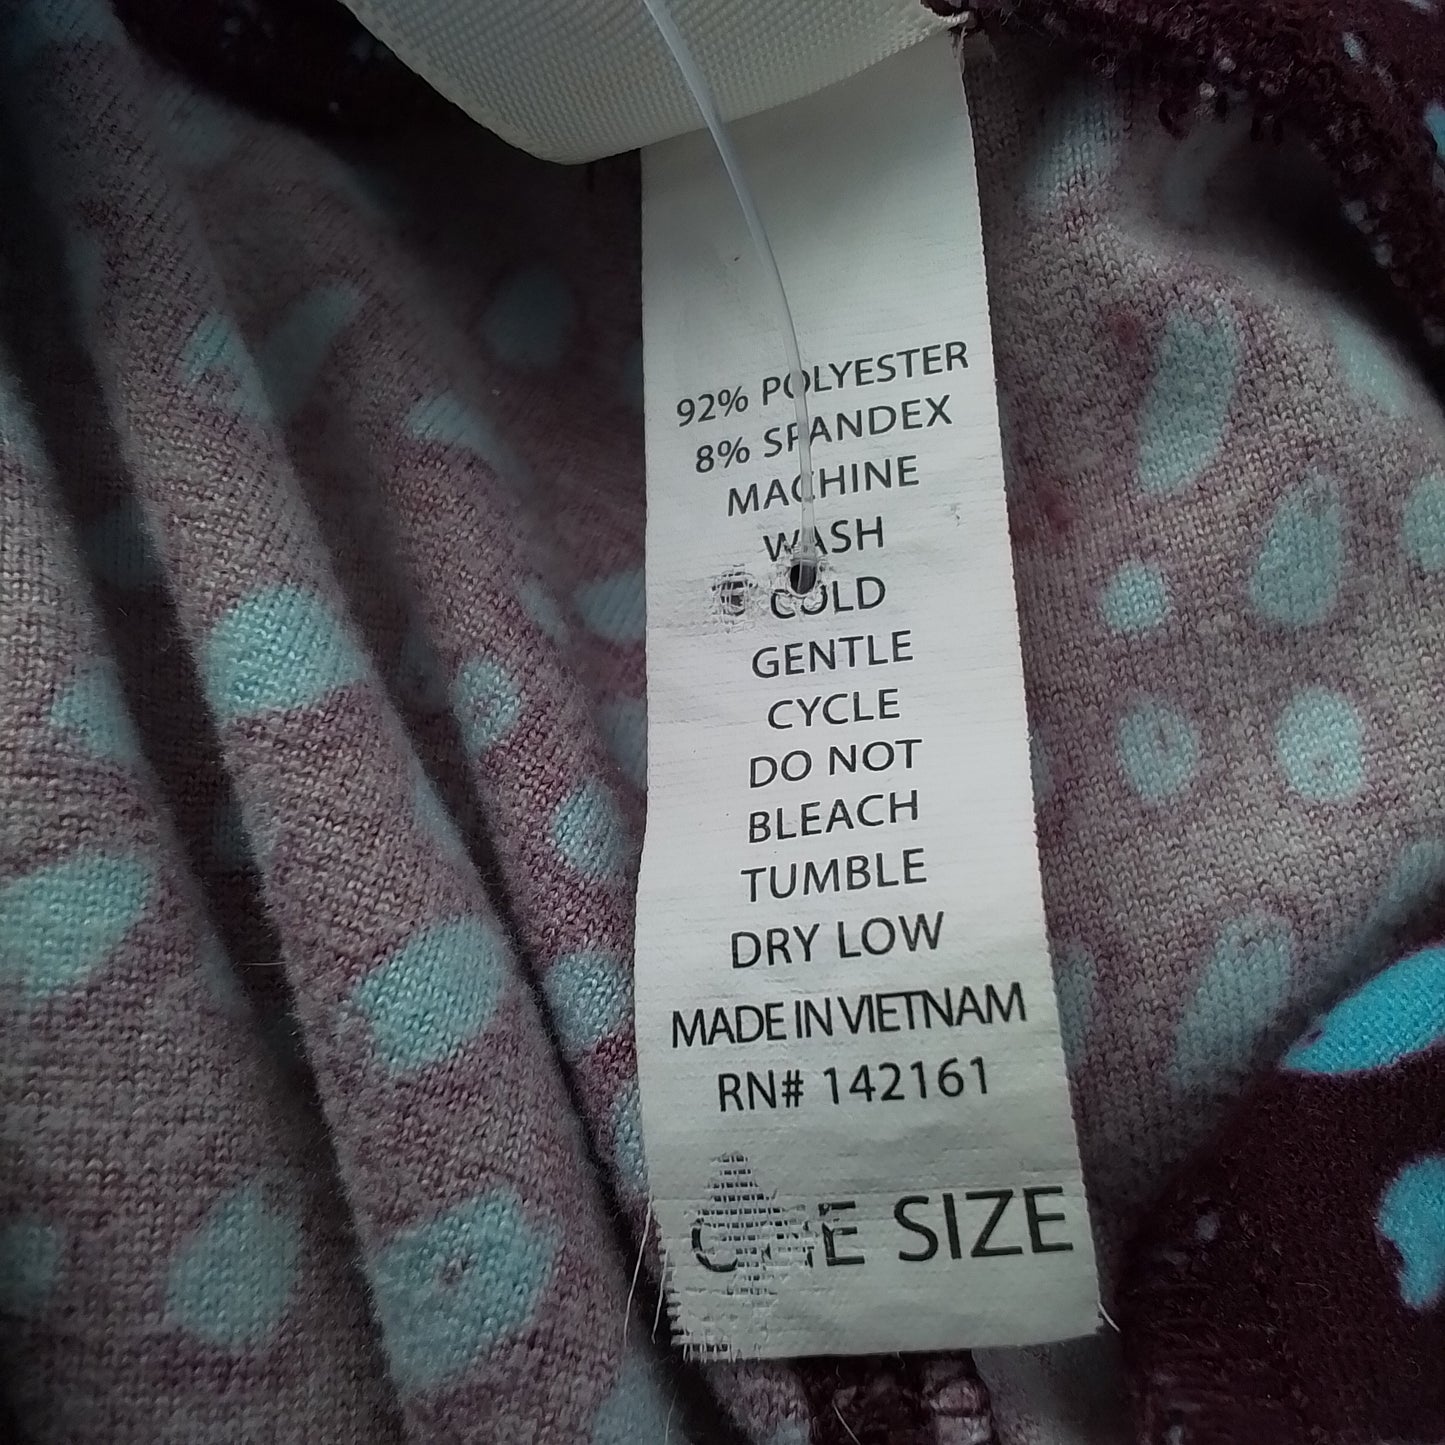 92% POLYESTER
8% SPANDEX
MACHINE
WASH
COLD
GENTLE
CYCLE
DO NOT
BLEACH
TUMBLE
DRY LOW
MADE IN VIETNAM
RN# 142161
ONE SIZE